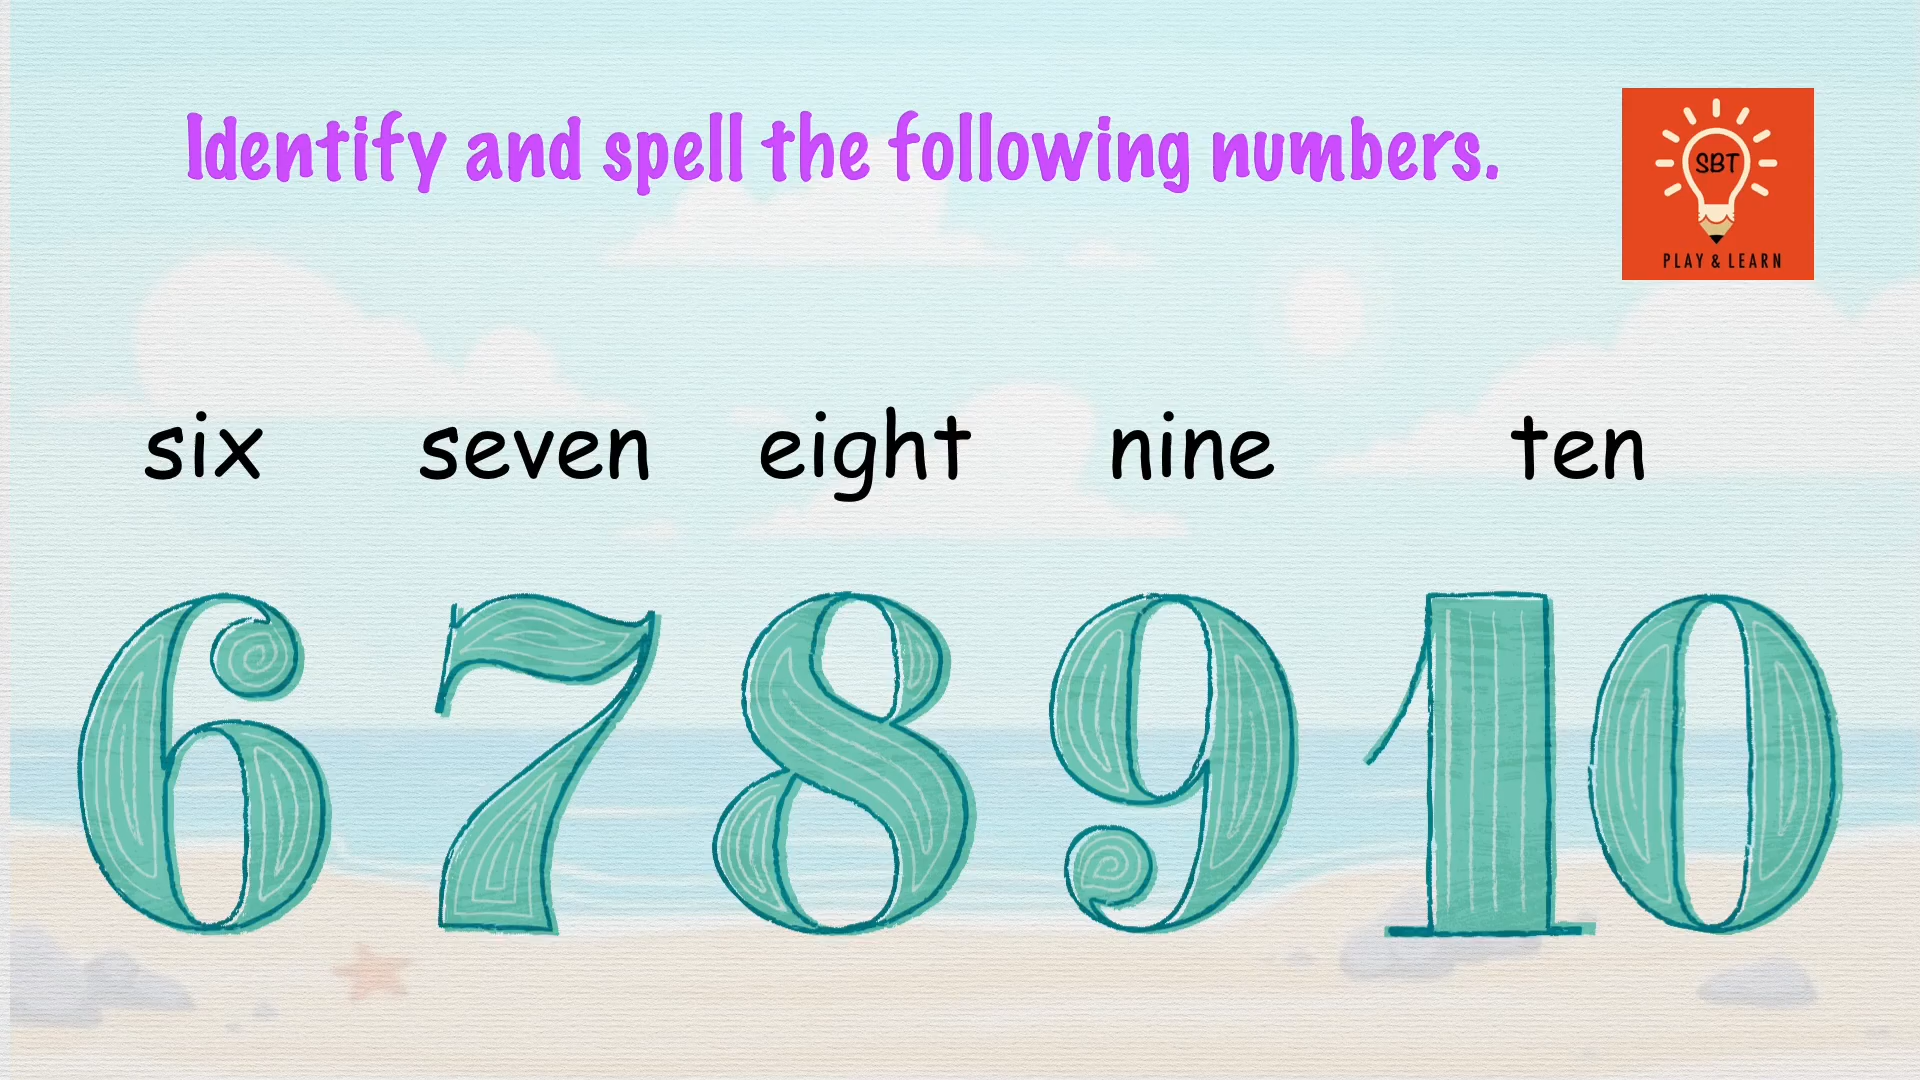 Identify and spell the following numbers.
SBT
PLAY & LEARN
six seven eight nine ten
6 7 8 9 10